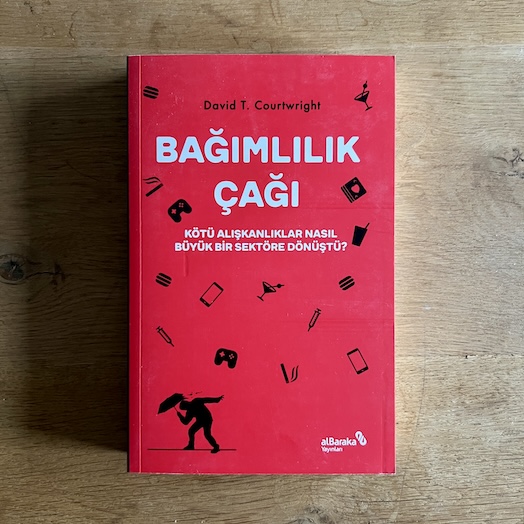 David T. Courtwright
BAĞIMLILIK
ÇAĞI
KÖTÜ ALIŞKANLIKLAR NASIL
BÜYÜK BİR SEKTÖRE DÖNÜŞTÜ?
alBaraka
Yayınları